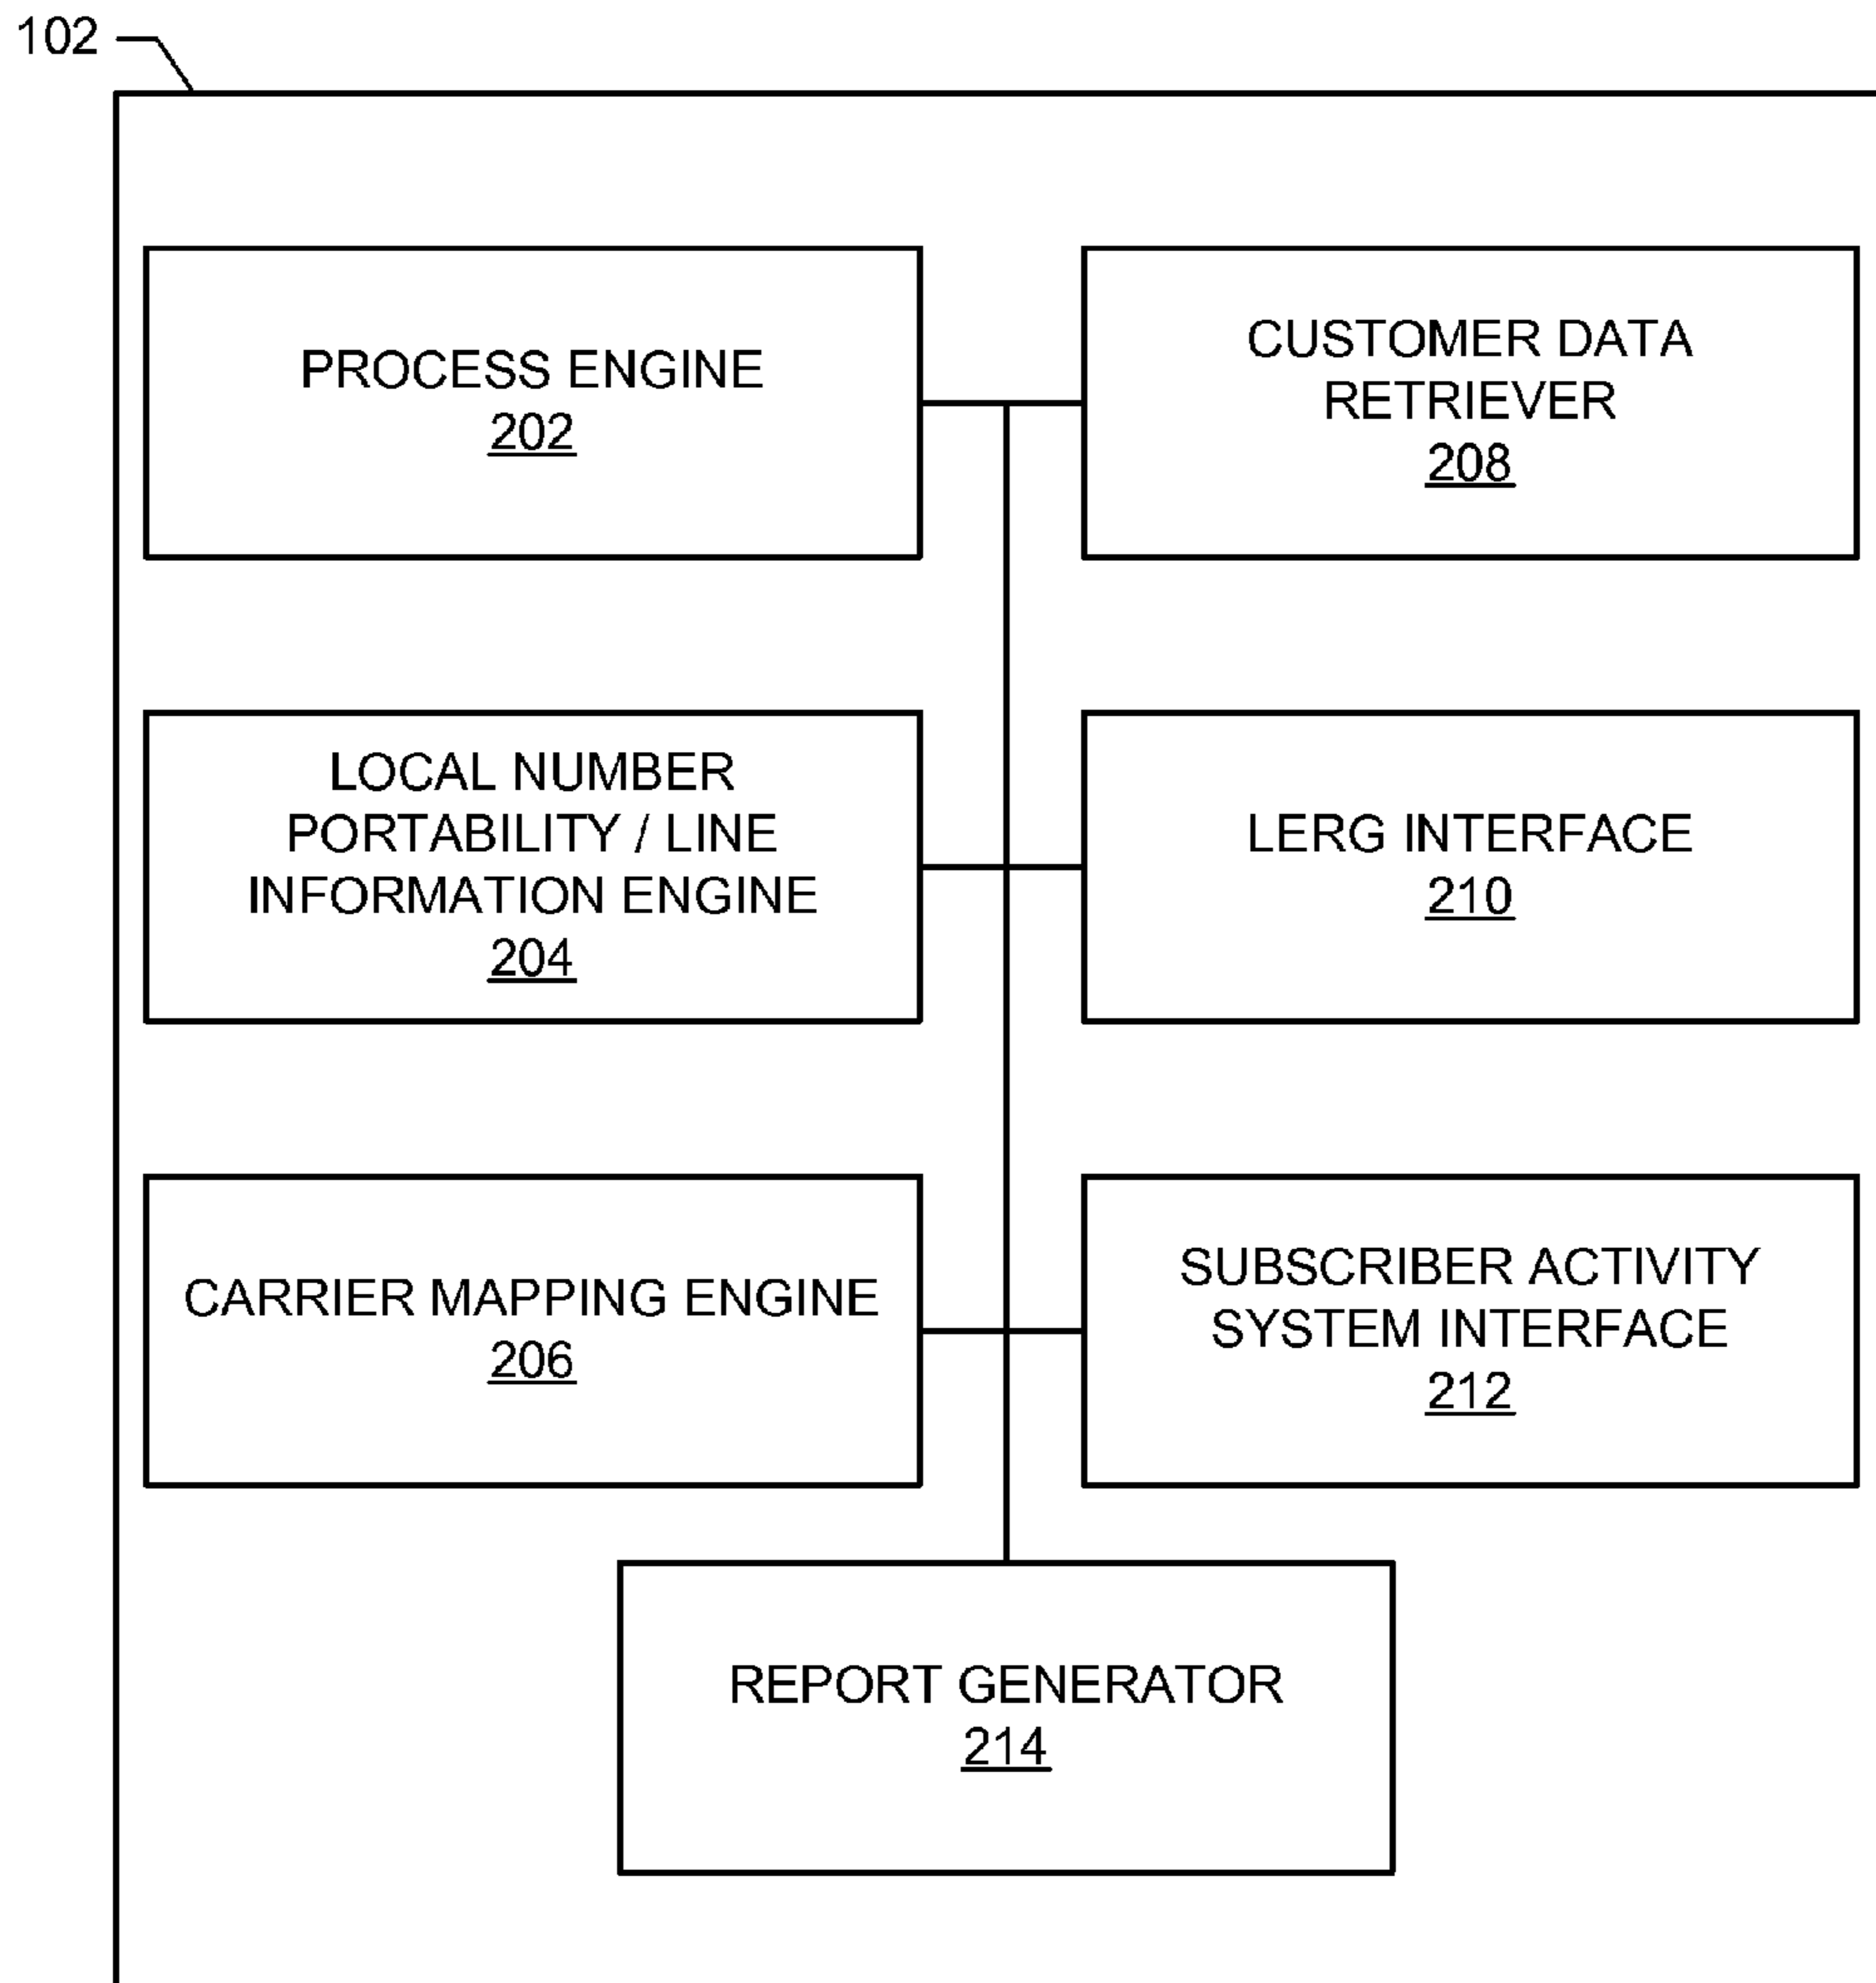 102
PROCESS ENGINE
202
CUSTOMER DATA
RETRIEVER
208
LOCAL NUMBER
PORTABILITY / LINE
INFORMATION ENGINE
204
LERG INTERFACE
210
CARRIER MAPPING ENGINE
206
SUBSCRIBER ACTIVITY
SYSTEM INTERFACE
212
REPORT GENERATOR
214